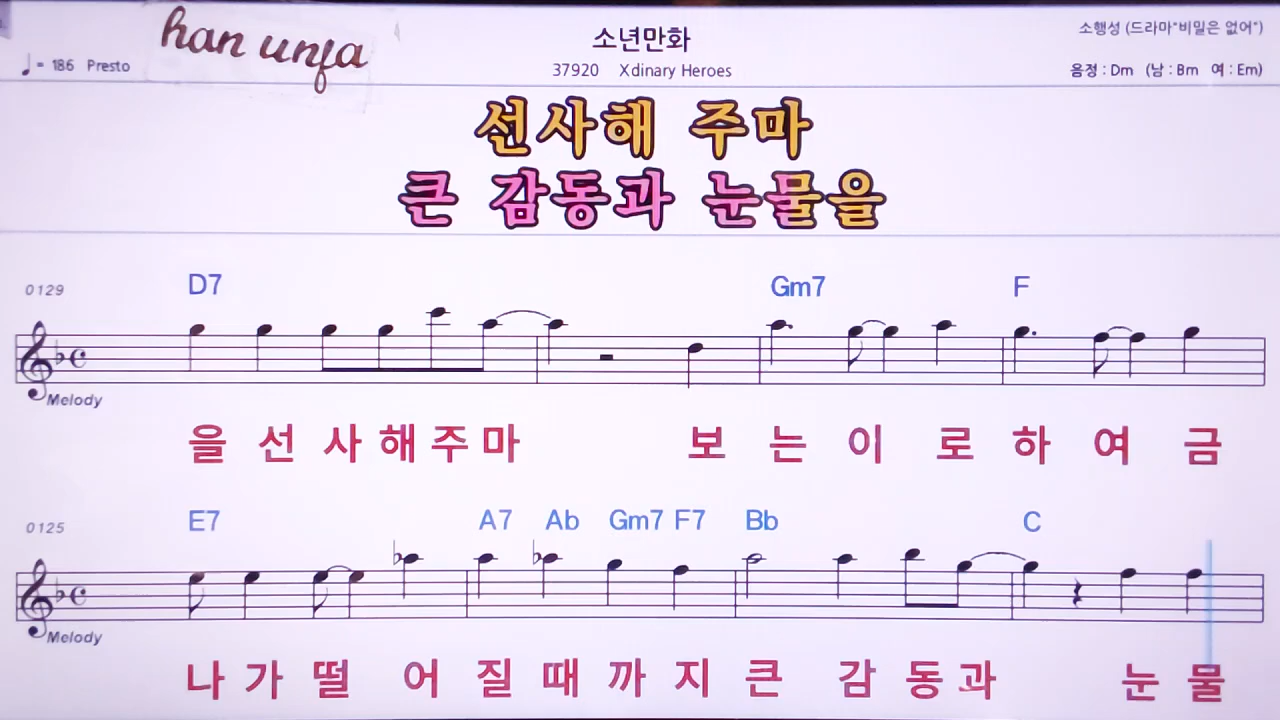 han unfa
소년만화
소행성 (드라마"비밀은 없어")
♩ = 186 Presto
37920 Xdinary Heroes
음정 : Dm (남 : Bm 여 : Em)
선사해 주마
큰 감동과 눈물을
0129
D7 Gm7 F
Melody
을 선 사 해 주 마 보 는 이 로 하 여 금
0125
E7 A7 Ab Gm7 F7 Bb C
Melody
나 가 떨 어 질 때 까 지 큰 감 동 과 눈 물